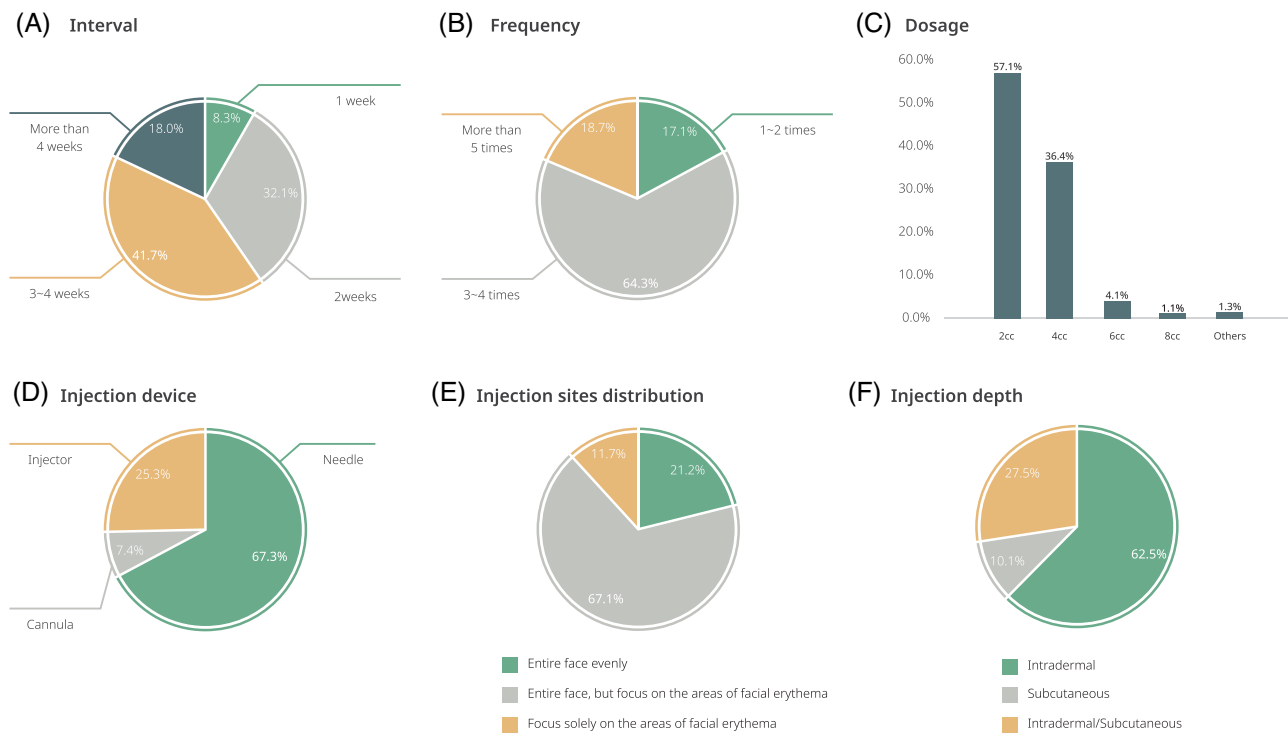 (A) Interval
1 week
8.3%
18.0%
More than
4 weeks
32.1%
41.7%
3~4 weeks
2weeks
(B) Frequency
More than
5 times
18.7%
17.1%
1~2 times
64.3%
3~4 times
(C) Dosage
60.0%
50.0%
40.0%
30.0%
20.0%
10.0%
0.0%
57.1%
36.4%
4.1%
1.1%
1.3%
2cc 4cc 6cc 8cc Others
(D) Injection device
Injector
25.3%
Needle
7.4%
67.3%
Cannula
(E) Injection sites distribution
11.7%
21.2%
67.1%
Entire face evenly
Entire face, but focus on the areas of facial erythema
Focus solely on the areas of facial erythema
(F) Injection depth
27.5%
10.1%
62.5%
Intradermal
Subcutaneous
Intradermal/Subcutaneous